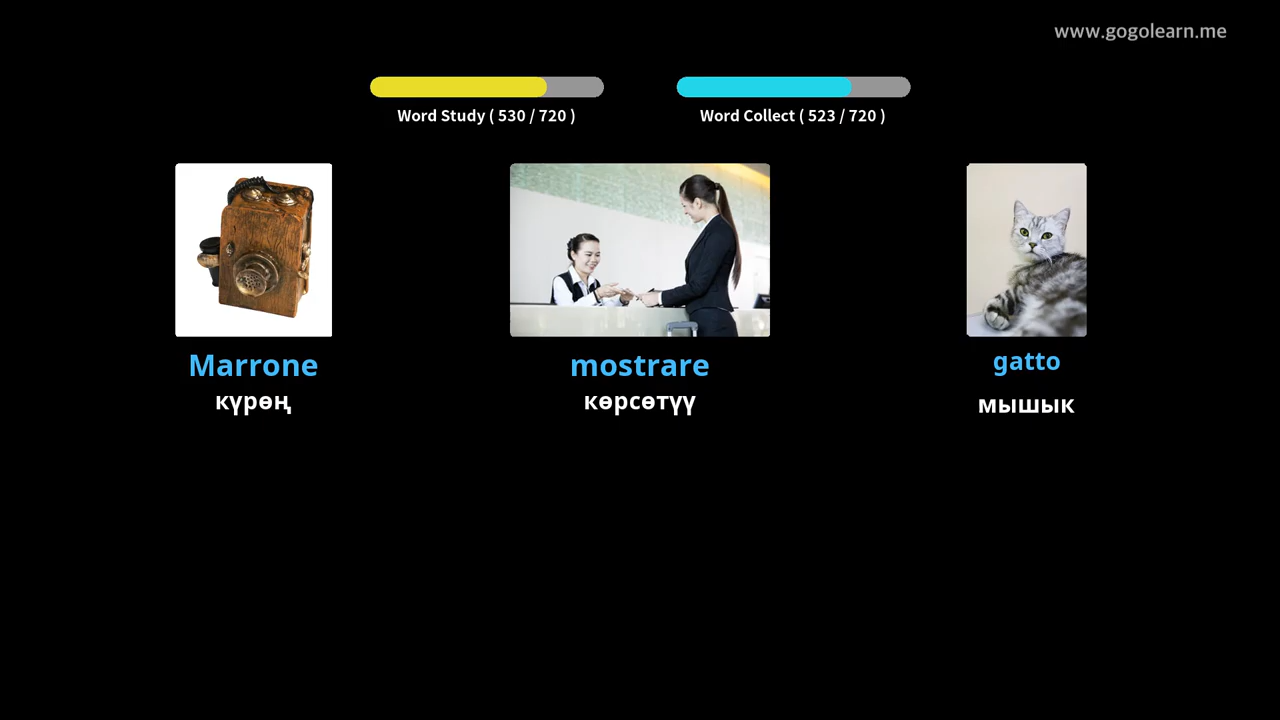 www.gogolearn.me
Word Study ( 530 / 720 )
Word Collect ( 523 / 720 )
Marrone
күрөң
mostrare
көрсөтүү
gatto
мышык